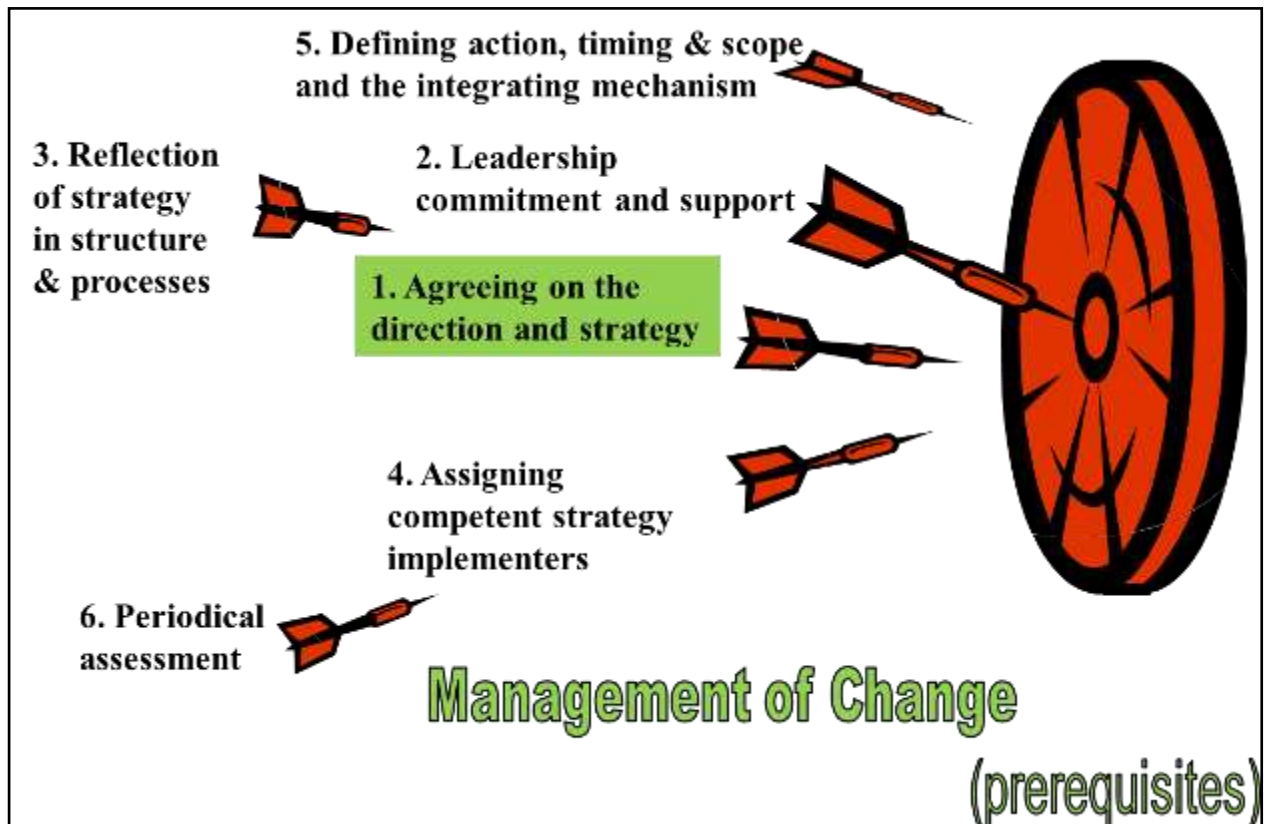 5. Defining action, timing & scope
and the integrating mechanism
3. Reflection
of strategy
in structure
& processes
2. Leadership
commitment and support
1. Agreeing on the
direction and strategy
4. Assigning
competent strategy
implementers
6. Periodical
assessment
Management of Change
(prerequisites)